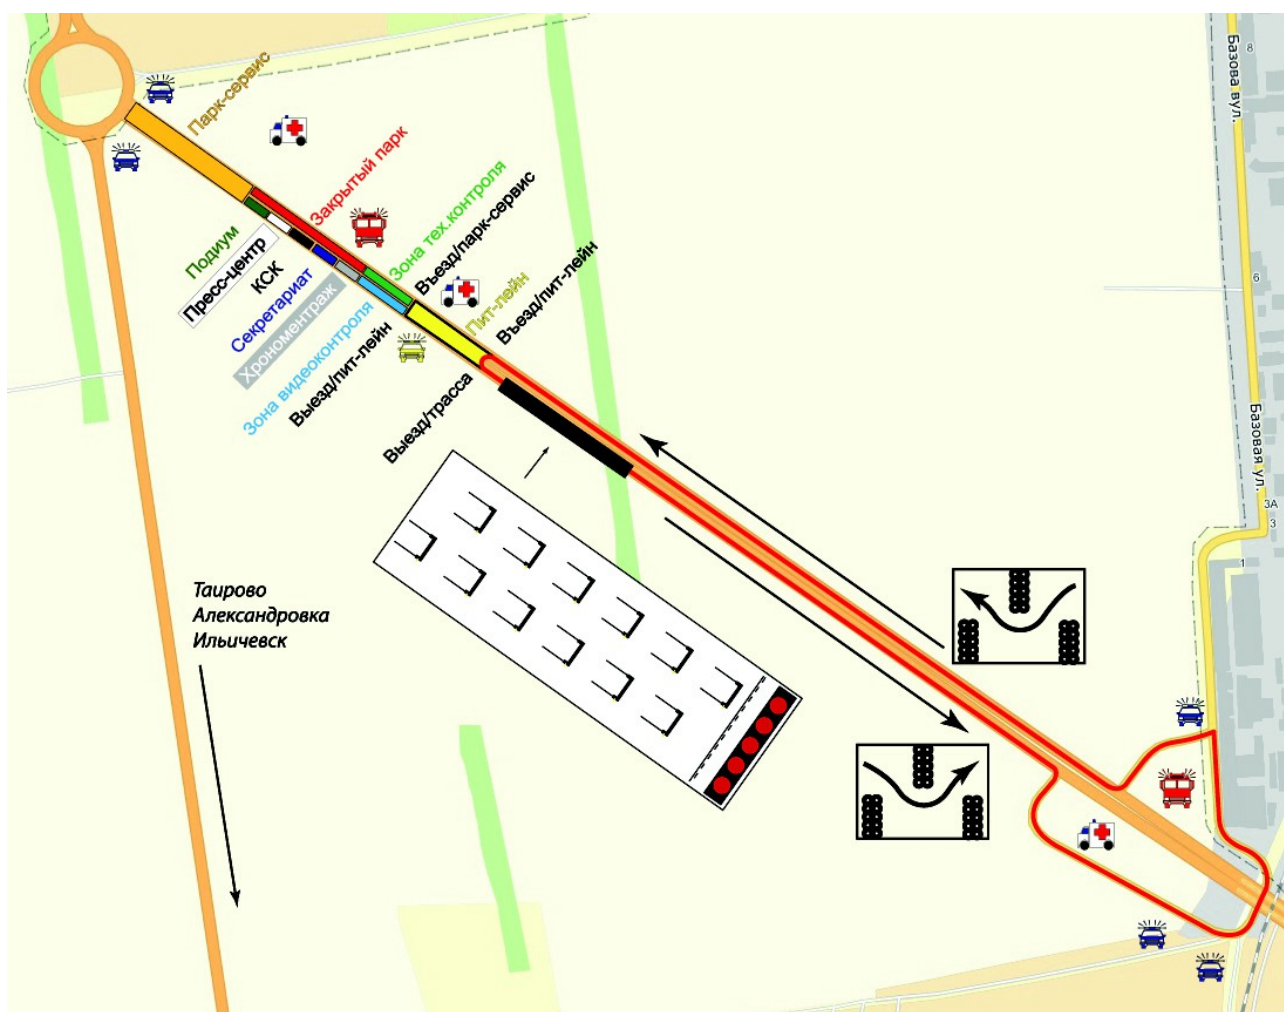 Парк-сервис
Закрытый парк
Зона тех.контроля
Въезд/парк-сервис
Пит-лейн
Въезд/пит-лейн
Подиум
Пресс-центр
КСК
Секретариат
Хрономентраж
Зона видеоконтроля
Выезд/пит-лейн
Выезд/трасса
Таирово
Александровка
Ильичевск
Базова вул.
8
6
Базовая ул.
3А
3
1